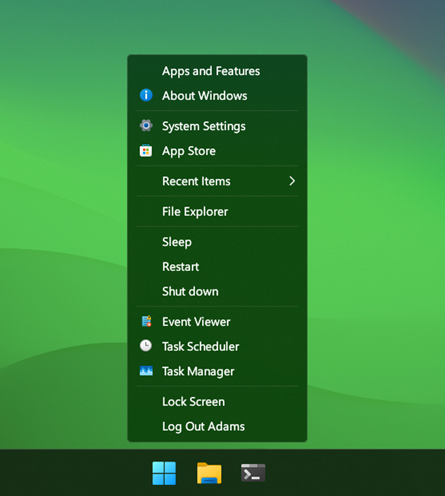 Apps and Features
About Windows
System Settings
App Store
Recent Items
File Explorer
Sleep
Restart
Shut down
Event Viewer
Task Scheduler
Task Manager
Lock Screen
Log Out Adams